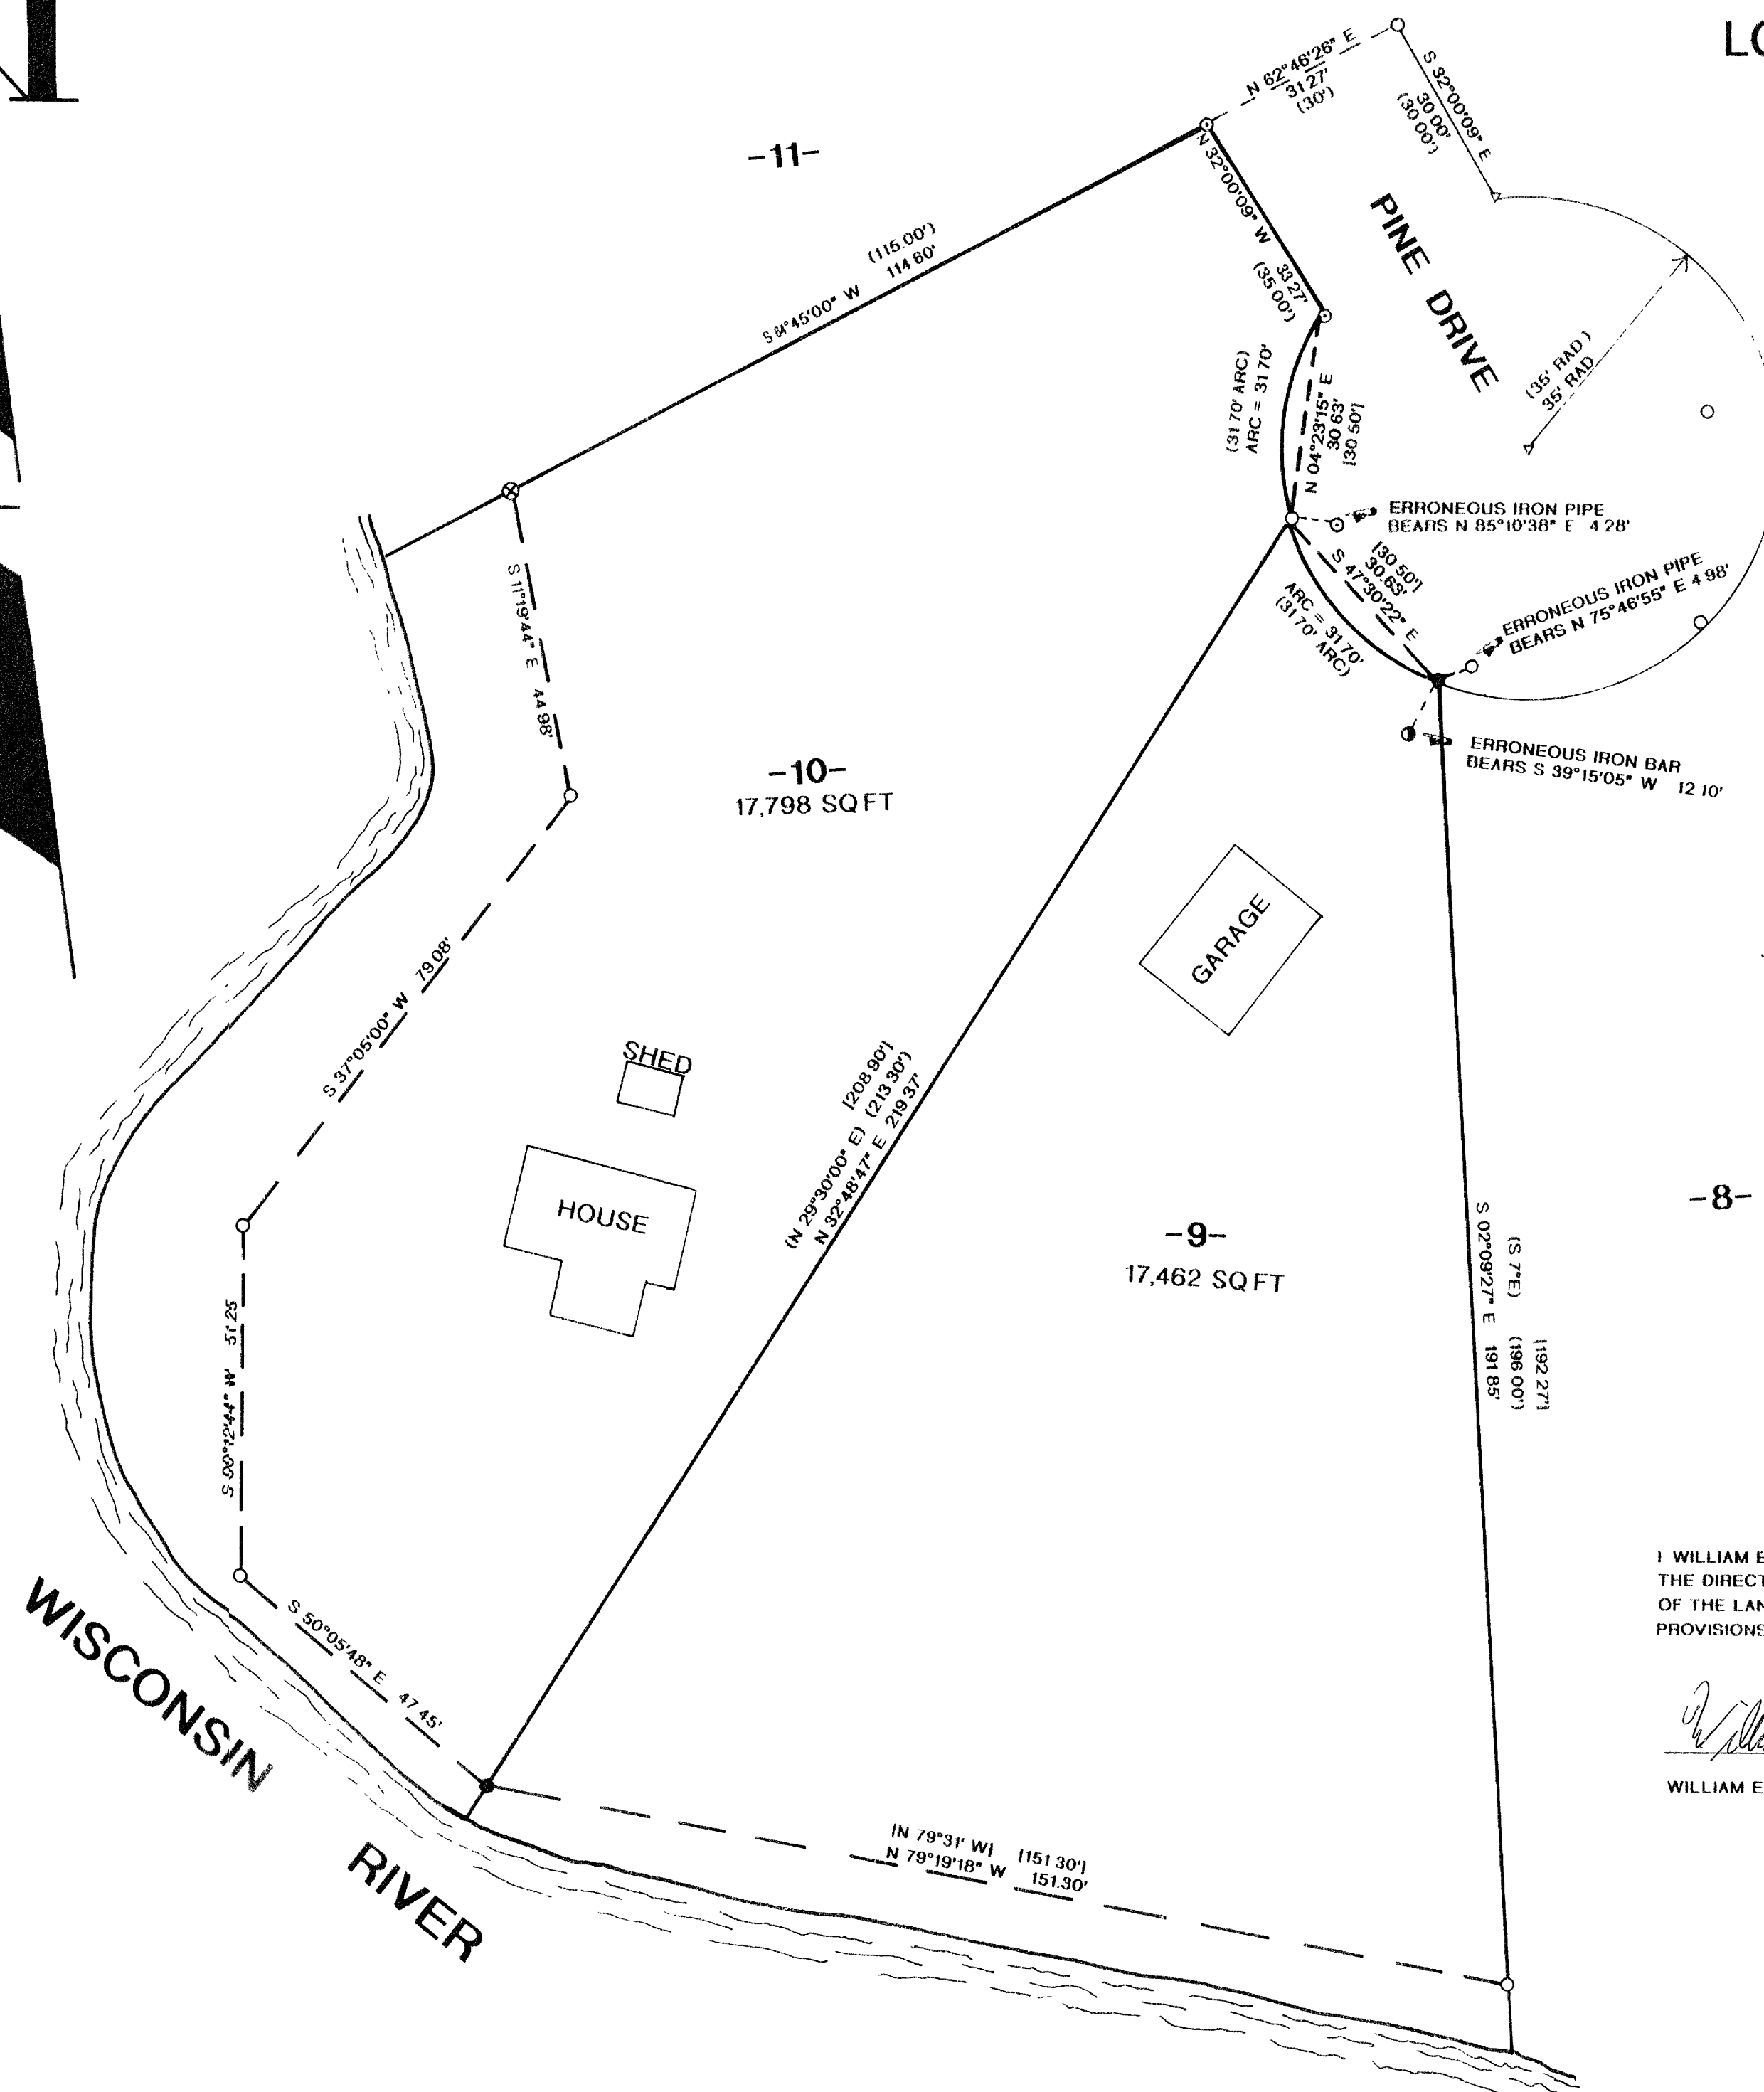 LO
N 62°46'26" E
31 27'
(30')
S 32°00'09" E
30 00'
(30 00')
-11-
N 32°00'09" W 33 27'
(35 00')
PINE DRIVE
(115.00')
S 64°45'00" W 114 60'
(35' RAD )
35' RAD
(31 70' ARC)
ARC = 31 70'
N 04°23'15" E
30 63'
[30 50']
ERRONEOUS IRON PIPE
BEARS N 85°10'38" E 4 28'
[30 50']
30.63'
S 47°30'22" E
ARC = 31 70'
(31 70' ARC)
ERRONEOUS IRON PIPE
BEARS N 75°46'55" E 4 98'
S 11°19'44" E 44 98'
ERRONEOUS IRON BAR
BEARS S 39°15'05" W 12 10'
-10-
17,798 SQ FT
GARAGE
S 37°05'00" W 79 08'
SHED
[208 90']
(N 29°30'00" E) (213 30')
N 32°48'47" E 219 37'
HOUSE
-9-
17,462 SQ FT
-8-
[192 27']
(S 7°E) (196 00')
S 02°09'27" E 191 85'
S 00°12'44" W 51 25
S 50°05'48" E 47 45'
WISCONSIN
RIVER
[N 79°31' W] [151 30']
N 79°19'18" W 151.30'
I WILLIAM E
THE DIRECT
OF THE LAN
PROVISIONS
WILLIAM E